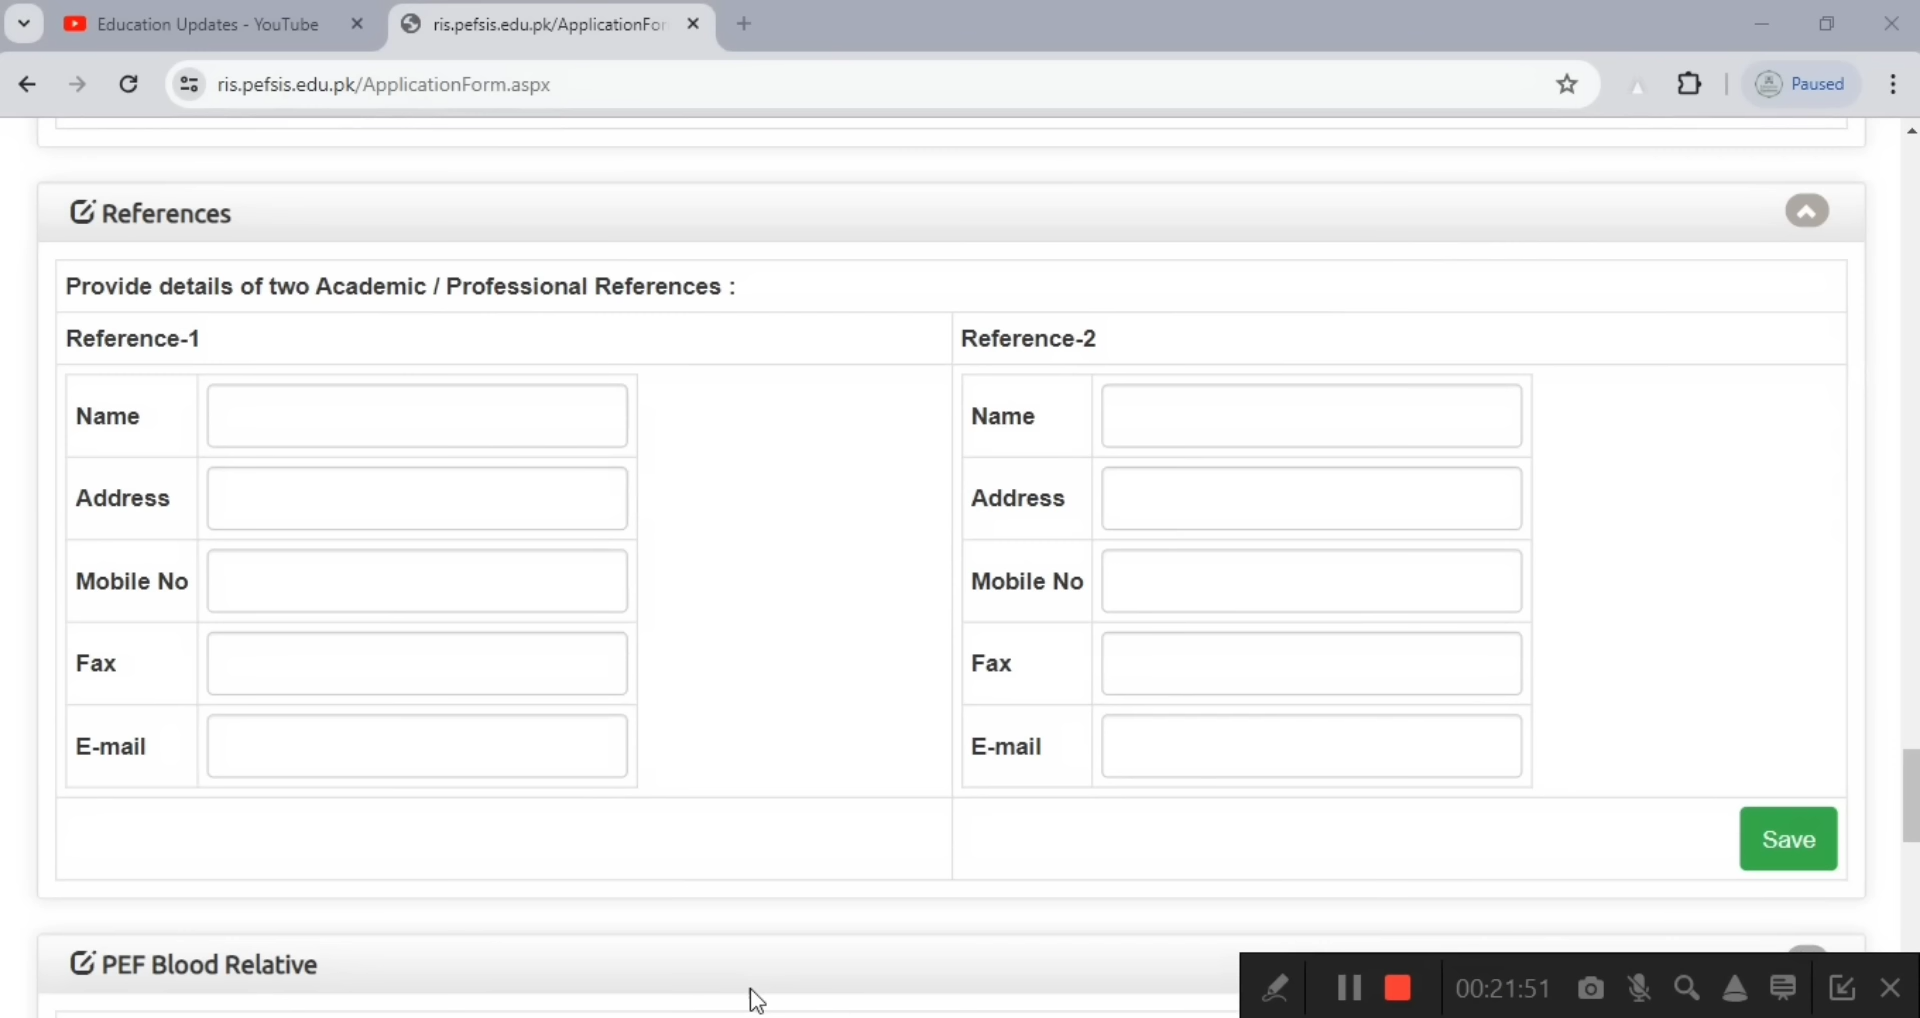 Education Updates - YouTube
ris.pefsis.edu.pk/ApplicationFor
ris.pefsis.edu.pk/ApplicationForm.aspx
Paused
References
Provide details of two Academic / Professional References :
Reference-1
Reference-2
Name
Name
Address
Address
Mobile No
Mobile No
Fax
Fax
E-mail
E-mail
Save
PEF Blood Relative
00:21:51